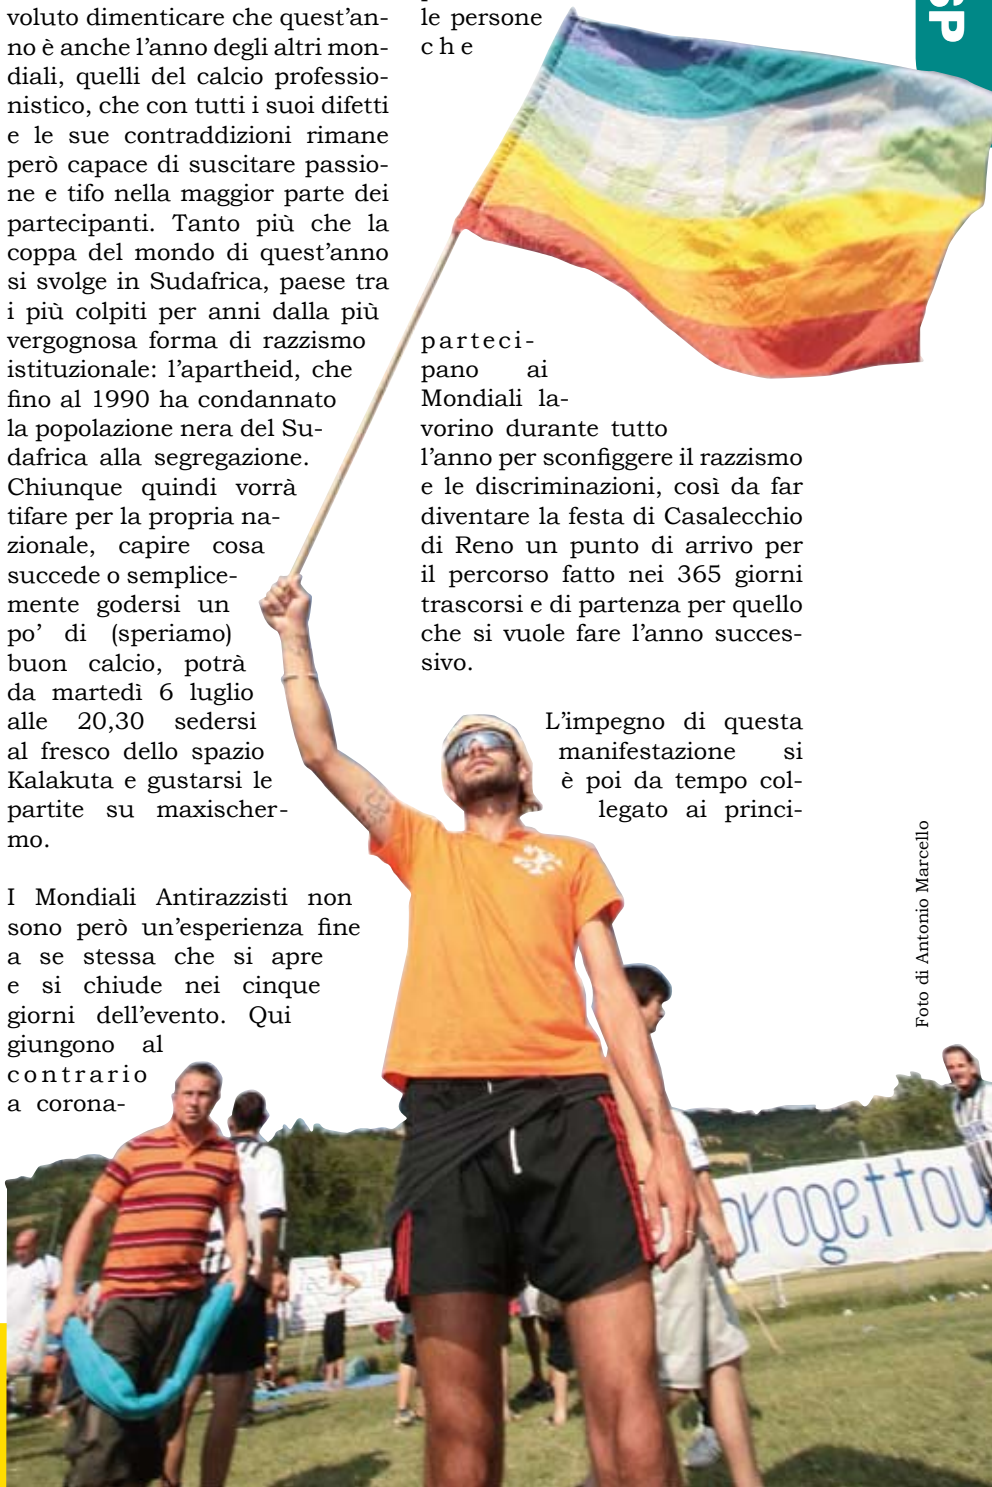 voluto dimenticare che quest’an-
no è anche l’anno degli altri mon-
diali, quelli del calcio professio-
nistico, che con tutti i suoi difetti
e le sue contraddizioni rimane
però capace di suscitare passio-
ne e tifo nella maggior parte dei
partecipanti. Tanto più che la
coppa del mondo di quest’anno
si svolge in Sudafrica, paese tra
i più colpiti per anni dalla più
vergognosa forma di razzismo
istituzionale: l’apartheid, che
fino al 1990 ha condannato
la popolazione nera del Su-
dafrica alla segregazione.
Chiunque quindi vorrà
tifare per la propria na-
zionale, capire cosa
succede o semplice-
mente godersi un
po’ di (speriamo)
buon calcio, potrà
da martedì 6 luglio
alle 20,30 sedersi
al fresco dello spazio
Kalakuta e gustarsi le
partite su maxischer-
mo.
I Mondiali Antirazzisti non
sono però un’esperienza fine
a se stessa che si apre
e si chiude nei cinque
giorni dell’evento. Qui
giungono al
contrario
a corona-
le persone
che
parteci-
pano ai
Mondiali la-
vorino durante tutto
l’anno per sconfiggere il razzismo
e le discriminazioni, così da far
diventare la festa di Casalecchio
di Reno un punto di arrivo per
il percorso fatto nei 365 giorni
trascorsi e di partenza per quello
che si vuole fare l’anno succes-
sivo.
L’impegno di questa
manifestazione si
è poi da tempo col-
legato ai princi-
PACE
Foto di Antonio Marcello
progettou
SP